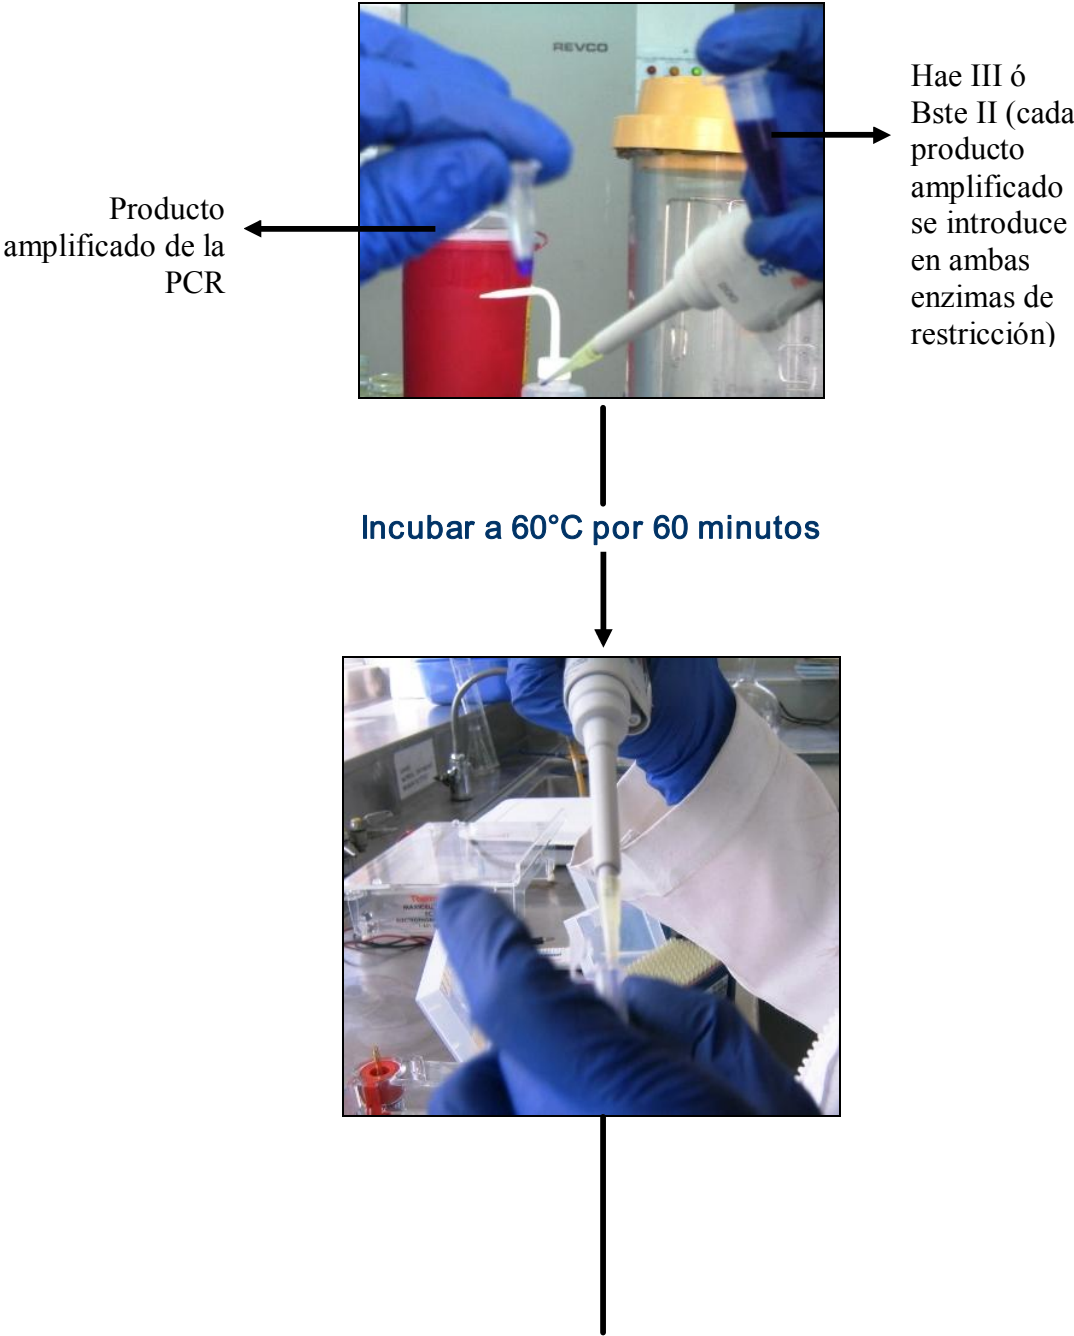 REVCO
Producto
amplificado de la
PCR
Hae III ó
Bste II (cada
producto
amplificado
se introduce
en ambas
enzimas de
restricción)
Incubar a 60°C por 60 minutos